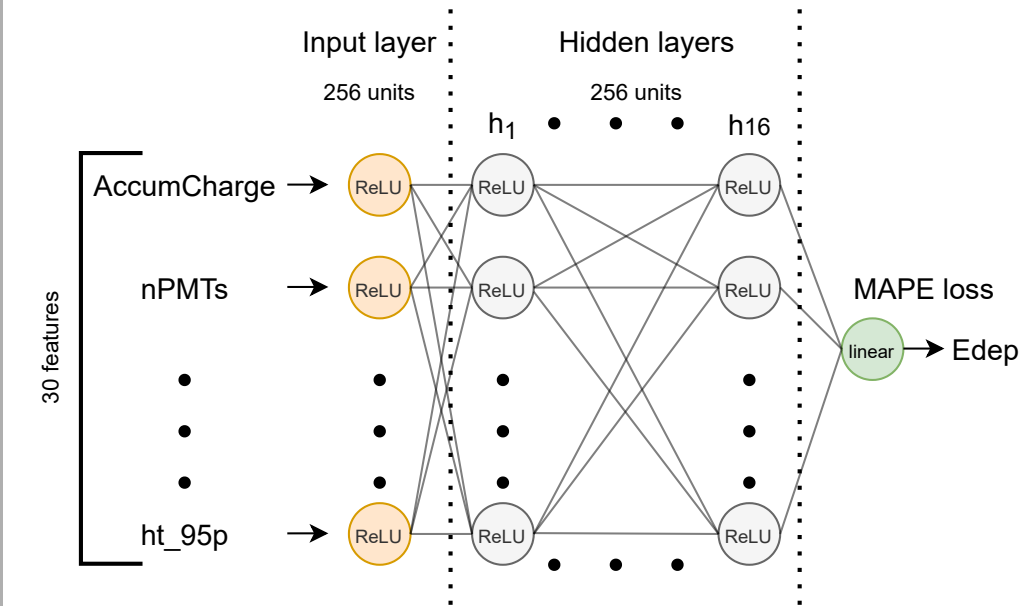 Input layer
Hidden layers
256 units
256 units
h1
h16
AccumCharge
ReLU
ReLU
ReLU
nPMTs
ReLU
ReLU
ReLU
MAPE loss
30 features
linear
Edep
ht_95p
ReLU
ReLU
ReLU